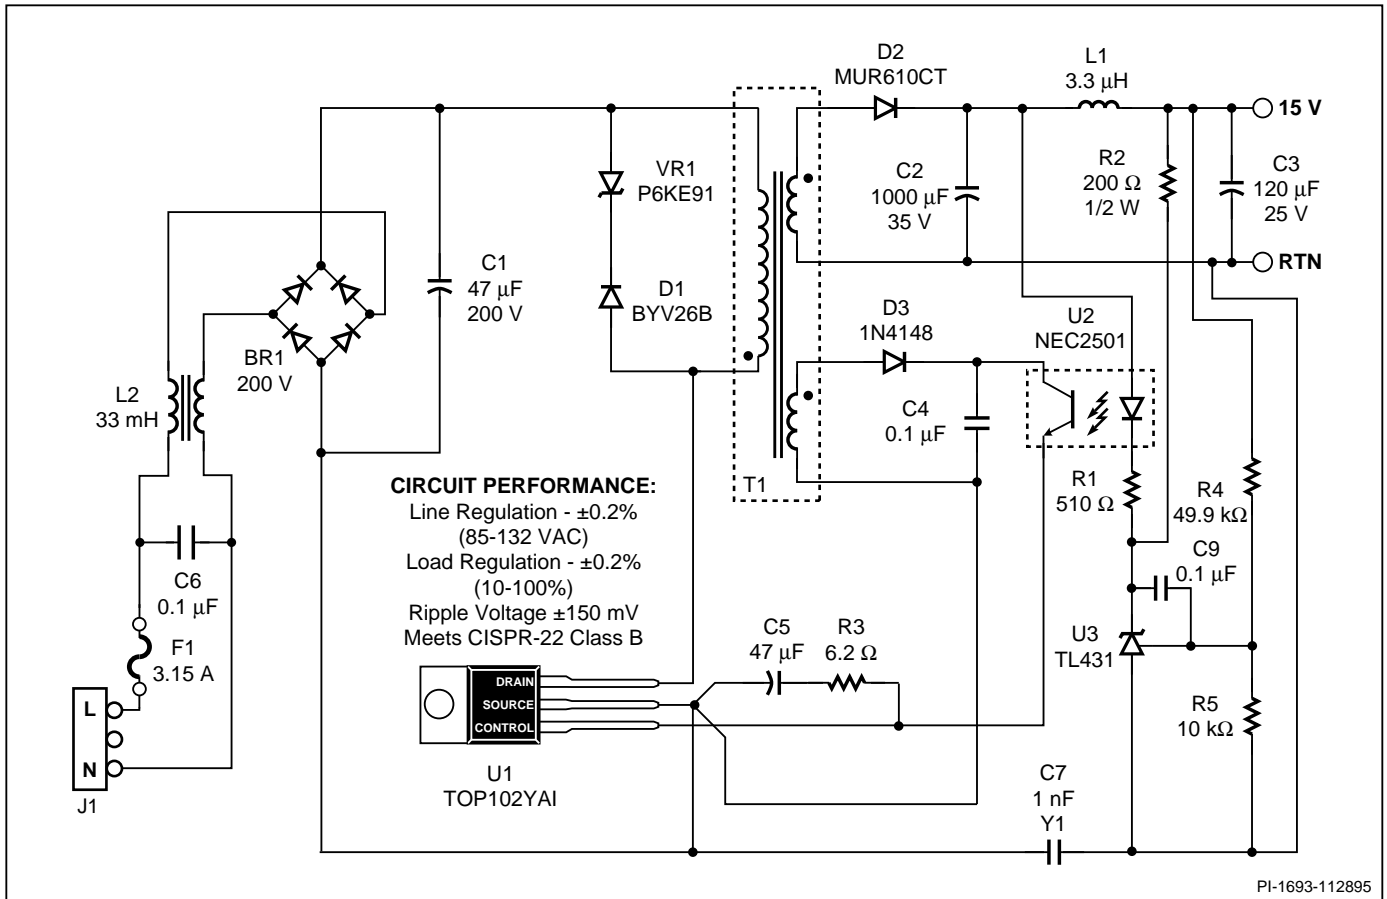 D2
MUR610CT
L1
3.3 µH
15 V
VR1
P6KE91
C2
1000 µF
35 V
R2
200 Ω
1/2 W
C3
120 µF
25 V
RTN
C1
47 µF
200 V
D1
BYV26B
D3
1N4148
U2
NEC2501
BR1
200 V
L2
33 mH
C4
0.1 µF
T1
R1
510 Ω
R4
49.9 kΩ
CIRCUIT PERFORMANCE:
Line Regulation - ±0.2%
(85-132 VAC)
Load Regulation - ±0.2%
(10-100%)
Ripple Voltage ±150 mV
Meets CISPR-22 Class B
C6
0.1 µF
C9
0.1 µF
F1
3.15 A
C5
47 µF
R3
6.2 Ω
U3
TL431
DRAIN
SOURCE
CONTROL
R5
10 kΩ
L
N
J1
U1
TOP102YAI
C7
1 nF
Y1
PI-1693-112895